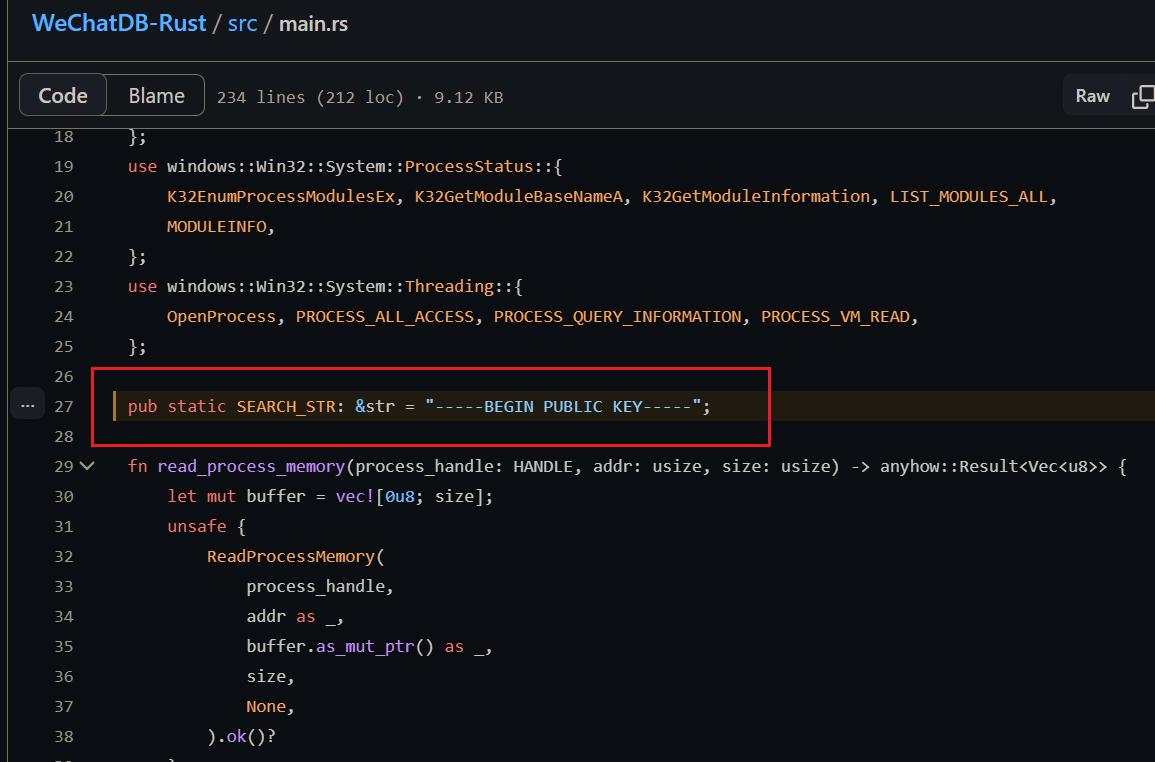 WeChatDB-Rust / src / main.rs
Code Blame 234 lines (212 loc) · 9.12 KB Raw
18 };
19 use windows::Win32::System::ProcessStatus::{
20 K32EnumProcessModulesEx, K32GetModuleBaseNameA, K32GetModuleInformation, LIST_MODULES_ALL,
21 MODULEINFO,
22 };
23 use windows::Win32::System::Threading::{
24 OpenProcess, PROCESS_ALL_ACCESS, PROCESS_QUERY_INFORMATION, PROCESS_VM_READ,
25 };
26
... 27 pub static SEARCH_STR: &str = "-----BEGIN PUBLIC KEY-----";
28
29 fn read_process_memory(process_handle: HANDLE, addr: usize, size: usize) -> anyhow::Result<Vec<u8>> {
30 let mut buffer = vec![0u8; size];
31 unsafe {
32 ReadProcessMemory(
33 process_handle,
34 addr as _,
35 buffer.as_mut_ptr() as _,
36 size,
37 None,
38 ).ok()?